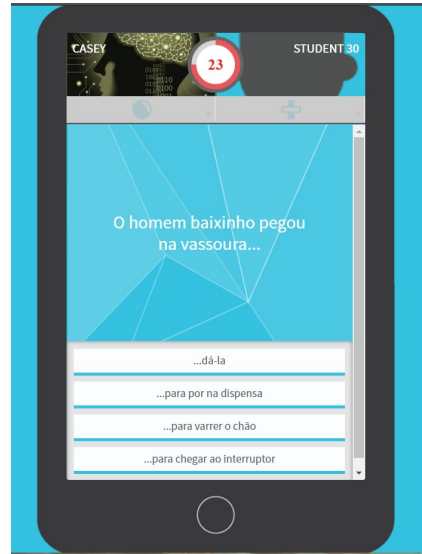 CASEY
23
STUDENT 30
O homem baixinho pegou
na vassoura...
...dá-la
...para por na dispensa
...para varrer o chão
...para chegar ao interruptor